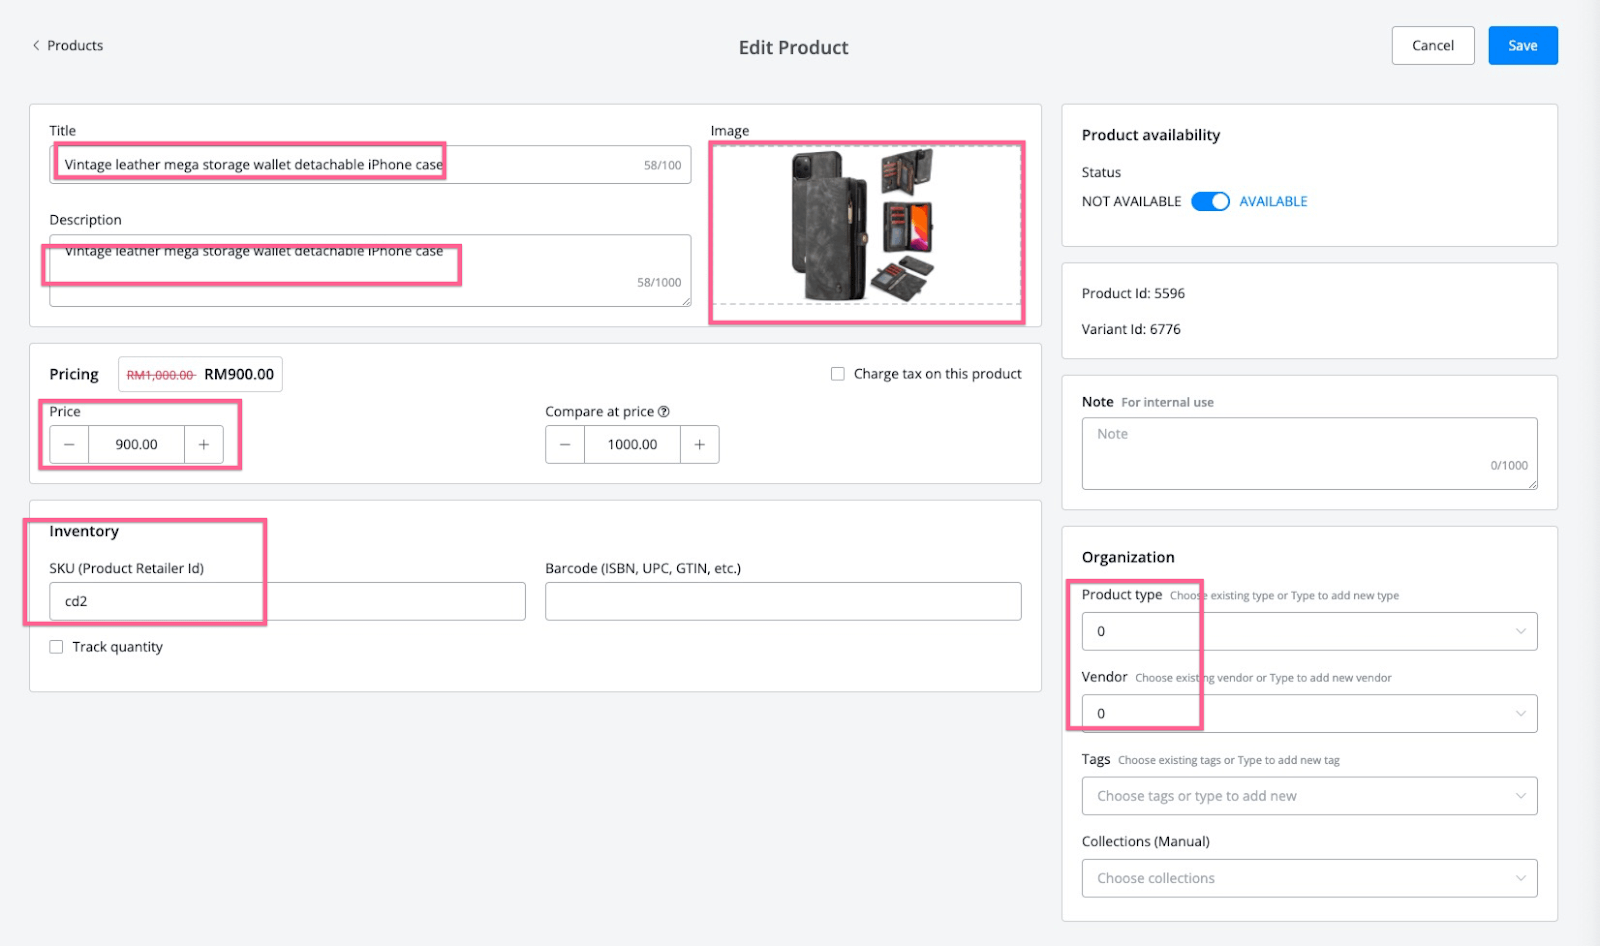 Products
Edit Product
Cancel
Save
Title
Vintage leather mega storage wallet detachable iPhone case
58/100
Description
Vintage leather mega storage wallet detachable iPhone case
58/1000
Image
Pricing
RM1,000.00 RM900.00
Charge tax on this product
Price
900.00
Compare at price
1000.00
Inventory
SKU (Product Retailer Id)
cd2
Barcode (ISBN, UPC, GTIN, etc.)
Track quantity
Product availability
Status
NOT AVAILABLE AVAILABLE
Product Id: 5596
Variant Id: 6776
Note For internal use
Note
0/1000
Organization
Product type Choose existing type or Type to add new type
0
Vendor Choose existing vendor or Type to add new vendor
0
Tags Choose existing tags or Type to add new tag
Choose tags or type to add new
Collections (Manual)
Choose collections